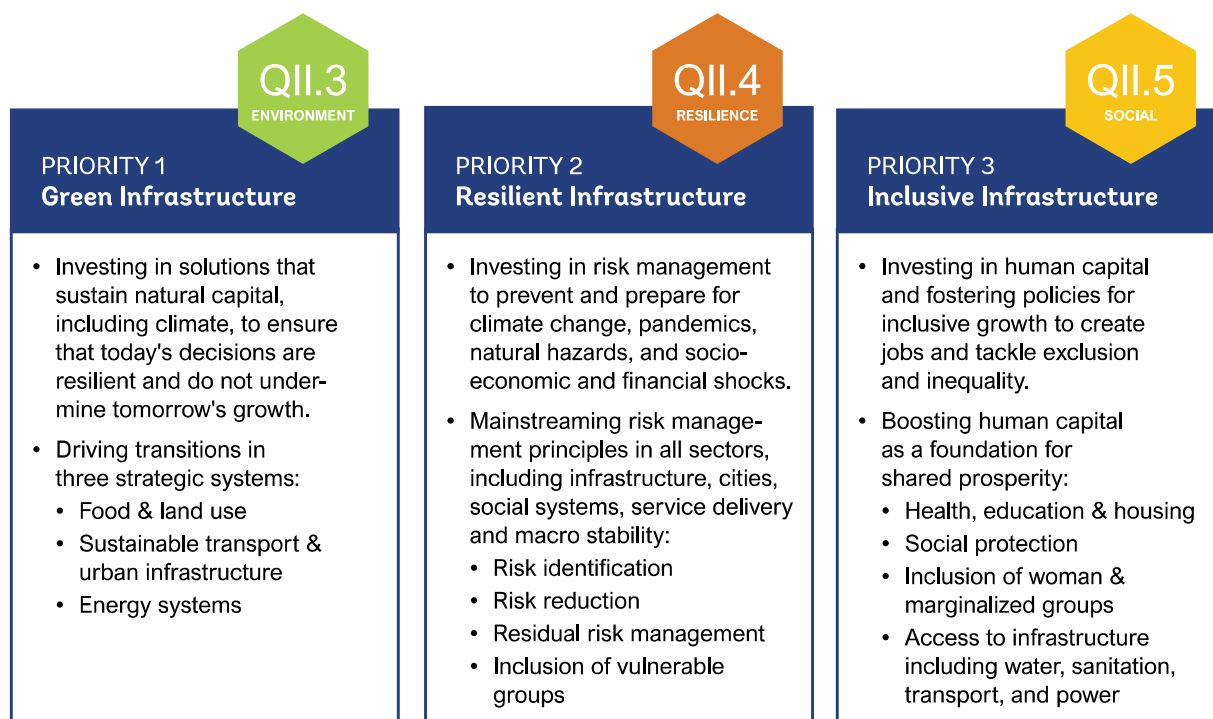 QII.3
ENVIRONMENT
PRIORITY 1
Green Infrastructure
• Investing in solutions that
sustain natural capital,
including climate, to ensure
that today's decisions are
resilient and do not under-
mine tomorrow's growth.
• Driving transitions in
three strategic systems:
• Food & land use
• Sustainable transport &
urban infrastructure
• Energy systems
QII.4
RESILIENCE
PRIORITY 2
Resilient Infrastructure
• Investing in risk management
to prevent and prepare for
climate change, pandemics,
natural hazards, and socio-
economic and financial shocks.
• Mainstreaming risk manage-
ment principles in all sectors,
including infrastructure, cities,
social systems, service delivery
and macro stability:
• Risk identification
• Risk reduction
• Residual risk management
• Inclusion of vulnerable
groups
QII.5
SOCIAL
PRIORITY 3
Inclusive Infrastructure
• Investing in human capital
and fostering policies for
inclusive growth to create
jobs and tackle exclusion
and inequality.
• Boosting human capital
as a foundation for
shared prosperity:
• Health, education & housing
• Social protection
• Inclusion of woman &
marginalized groups
• Access to infrastructure
including water, sanitation,
transport, and power